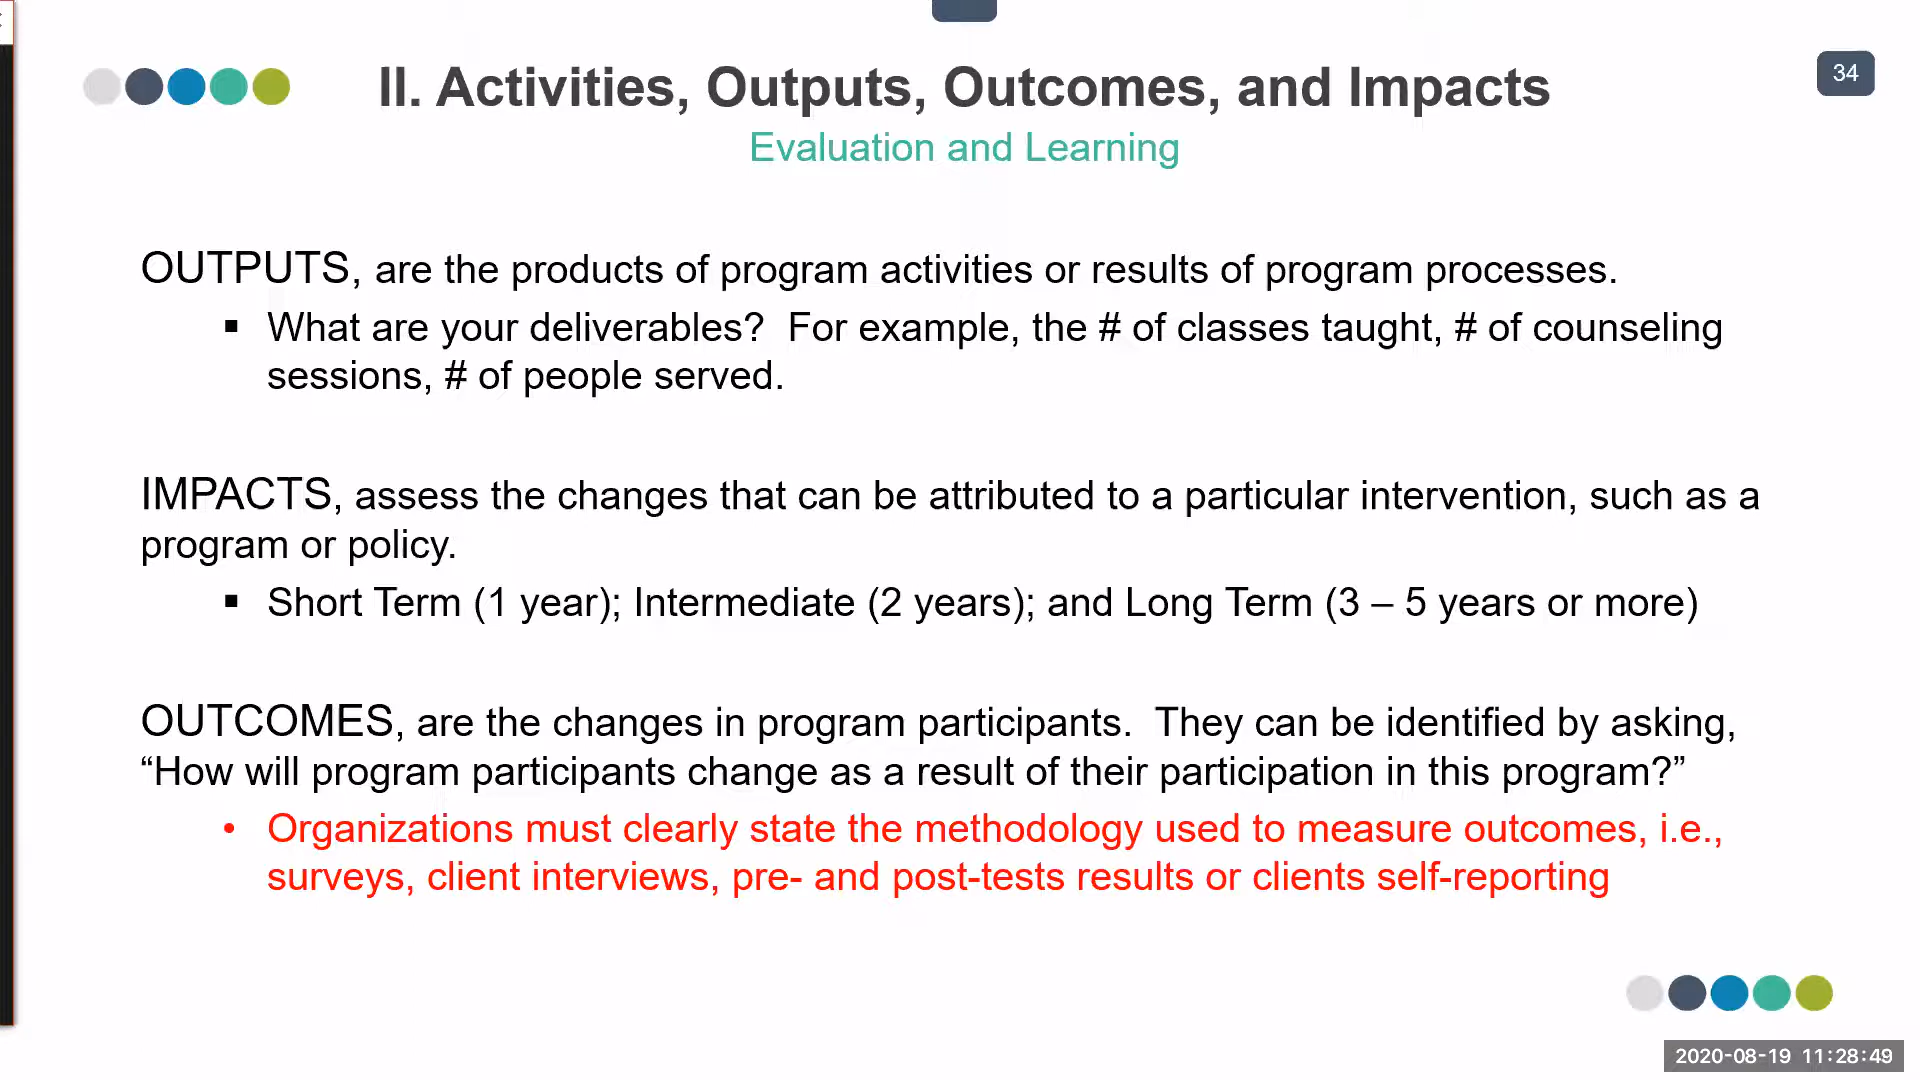 II. Activities, Outputs, Outcomes, and Impacts
34
Evaluation and Learning
OUTPUTS, are the products of program activities or results of program processes.
▪ What are your deliverables?  For example, the # of classes taught, # of counseling
sessions, # of people served.
IMPACTS, assess the changes that can be attributed to a particular intervention, such as a
program or policy.
▪ Short Term (1 year); Intermediate (2 years); and Long Term (3 – 5 years or more)
OUTCOMES, are the changes in program participants.  They can be identified by asking,
“How will program participants change as a result of their participation in this program?”
• Organizations must clearly state the methodology used to measure outcomes, i.e.,
surveys, client interviews, pre- and post-tests results or clients self-reporting
2020-08-19 11:28:49